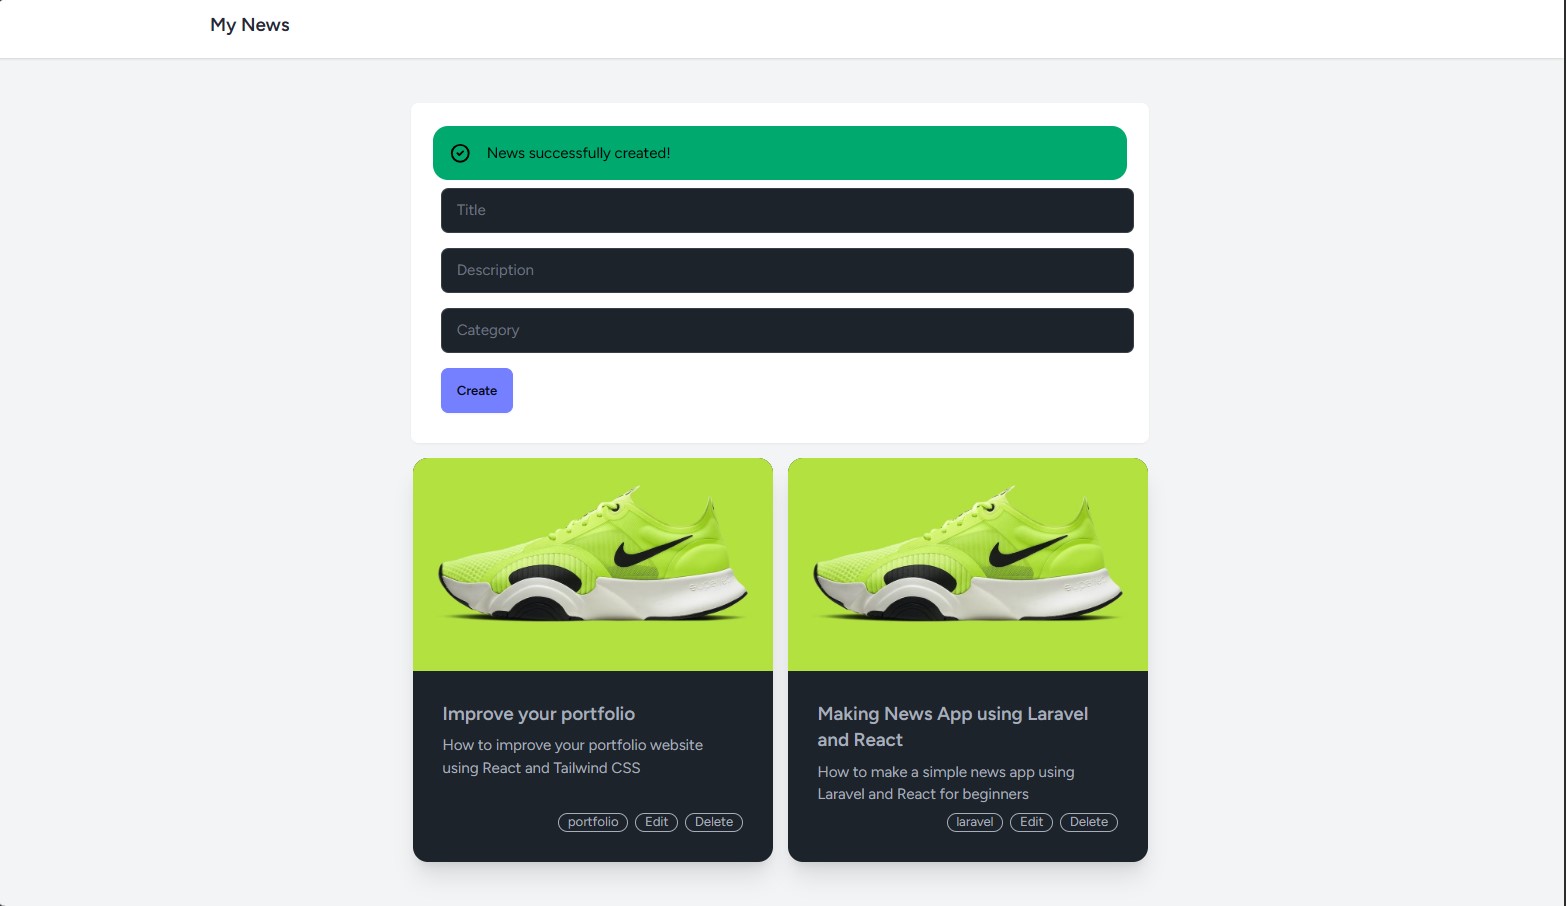 My News
News successfully created!
Title
Description
Category
Create
Improve your portfolio
How to improve your portfolio website
using React and Tailwind CSS
portfolio Edit Delete
Making News App using Laravel
and React
How to make a simple news app using
Laravel and React for beginners
laravel Edit Delete